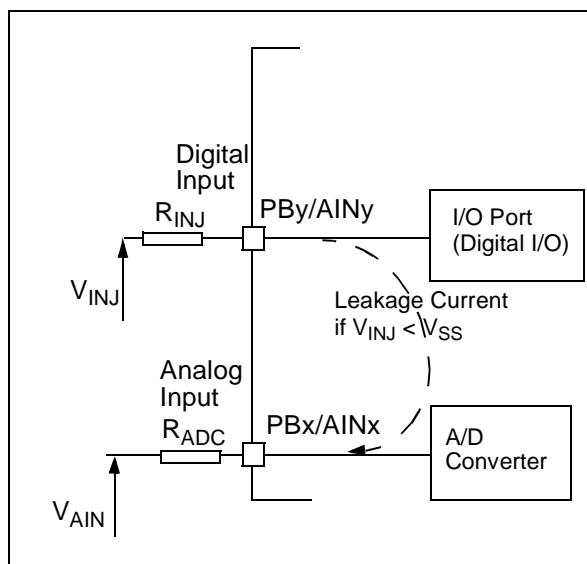 Digital
Input
R_INJ
PBy/AINy
I/O Port
(Digital I/O)
V_INJ
Leakage Current
if V_INJ < V_SS
Analog
Input
R_ADC
PBx/AINx
A/D
Converter
V_AIN